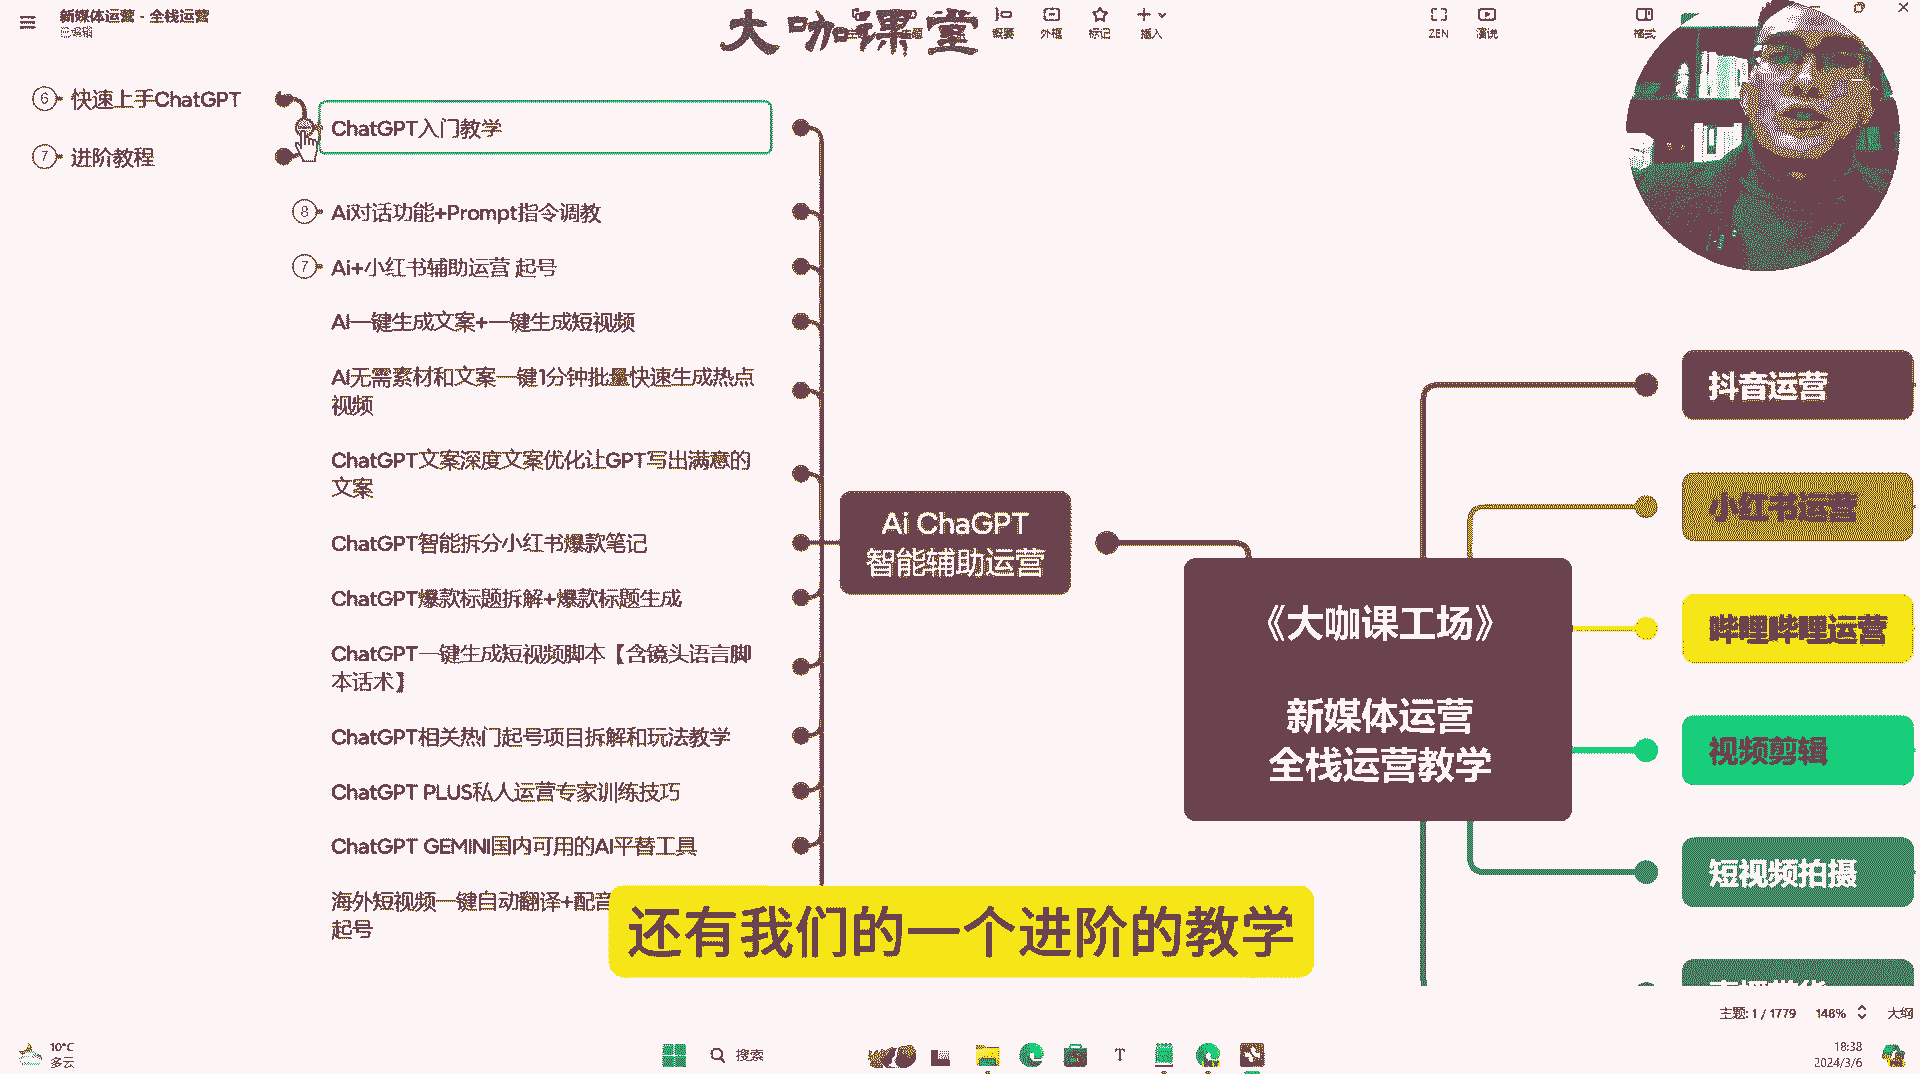 新媒体运营 - 全栈运营
已编辑
大咖课堂
概要
外框
标记
插入
ZEN
演说
格式
6 快速上手ChatGPT
7 进阶教程
ChatGPT入门教学
8 Ai对话功能+Prompt指令调教
7 Ai+小红书辅助运营 起号
AI一键生成文案+一键生成短视频
AI无需素材和文案一键1分钟批量快速生成热点
视频
ChatGPT文案深度文案优化让GPT写出满意的
文案
ChatGPT智能拆分小红书爆款笔记
ChatGPT爆款标题拆解+爆款标题生成
ChatGPT一键生成短视频脚本【含镜头语言脚
本话术】
ChatGPT相关热门起号项目拆解和玩法教学
ChatGPT PLUS私人运营专家训练技巧
ChatGPT GEMINI国内可用的AI平替工具
海外短视频一键自动翻译+配音
起号
Ai ChaGPT
智能辅助运营
《大咖课工场》
新媒体运营
全栈运营教学
抖音运营
小红书运营
哔哩哔哩运营
视频剪辑
短视频拍摄
还有我们的一个进阶的教学
主题: 1 / 1779
148%
大纲
10°C
多云
搜索
18:38
2024/3/6